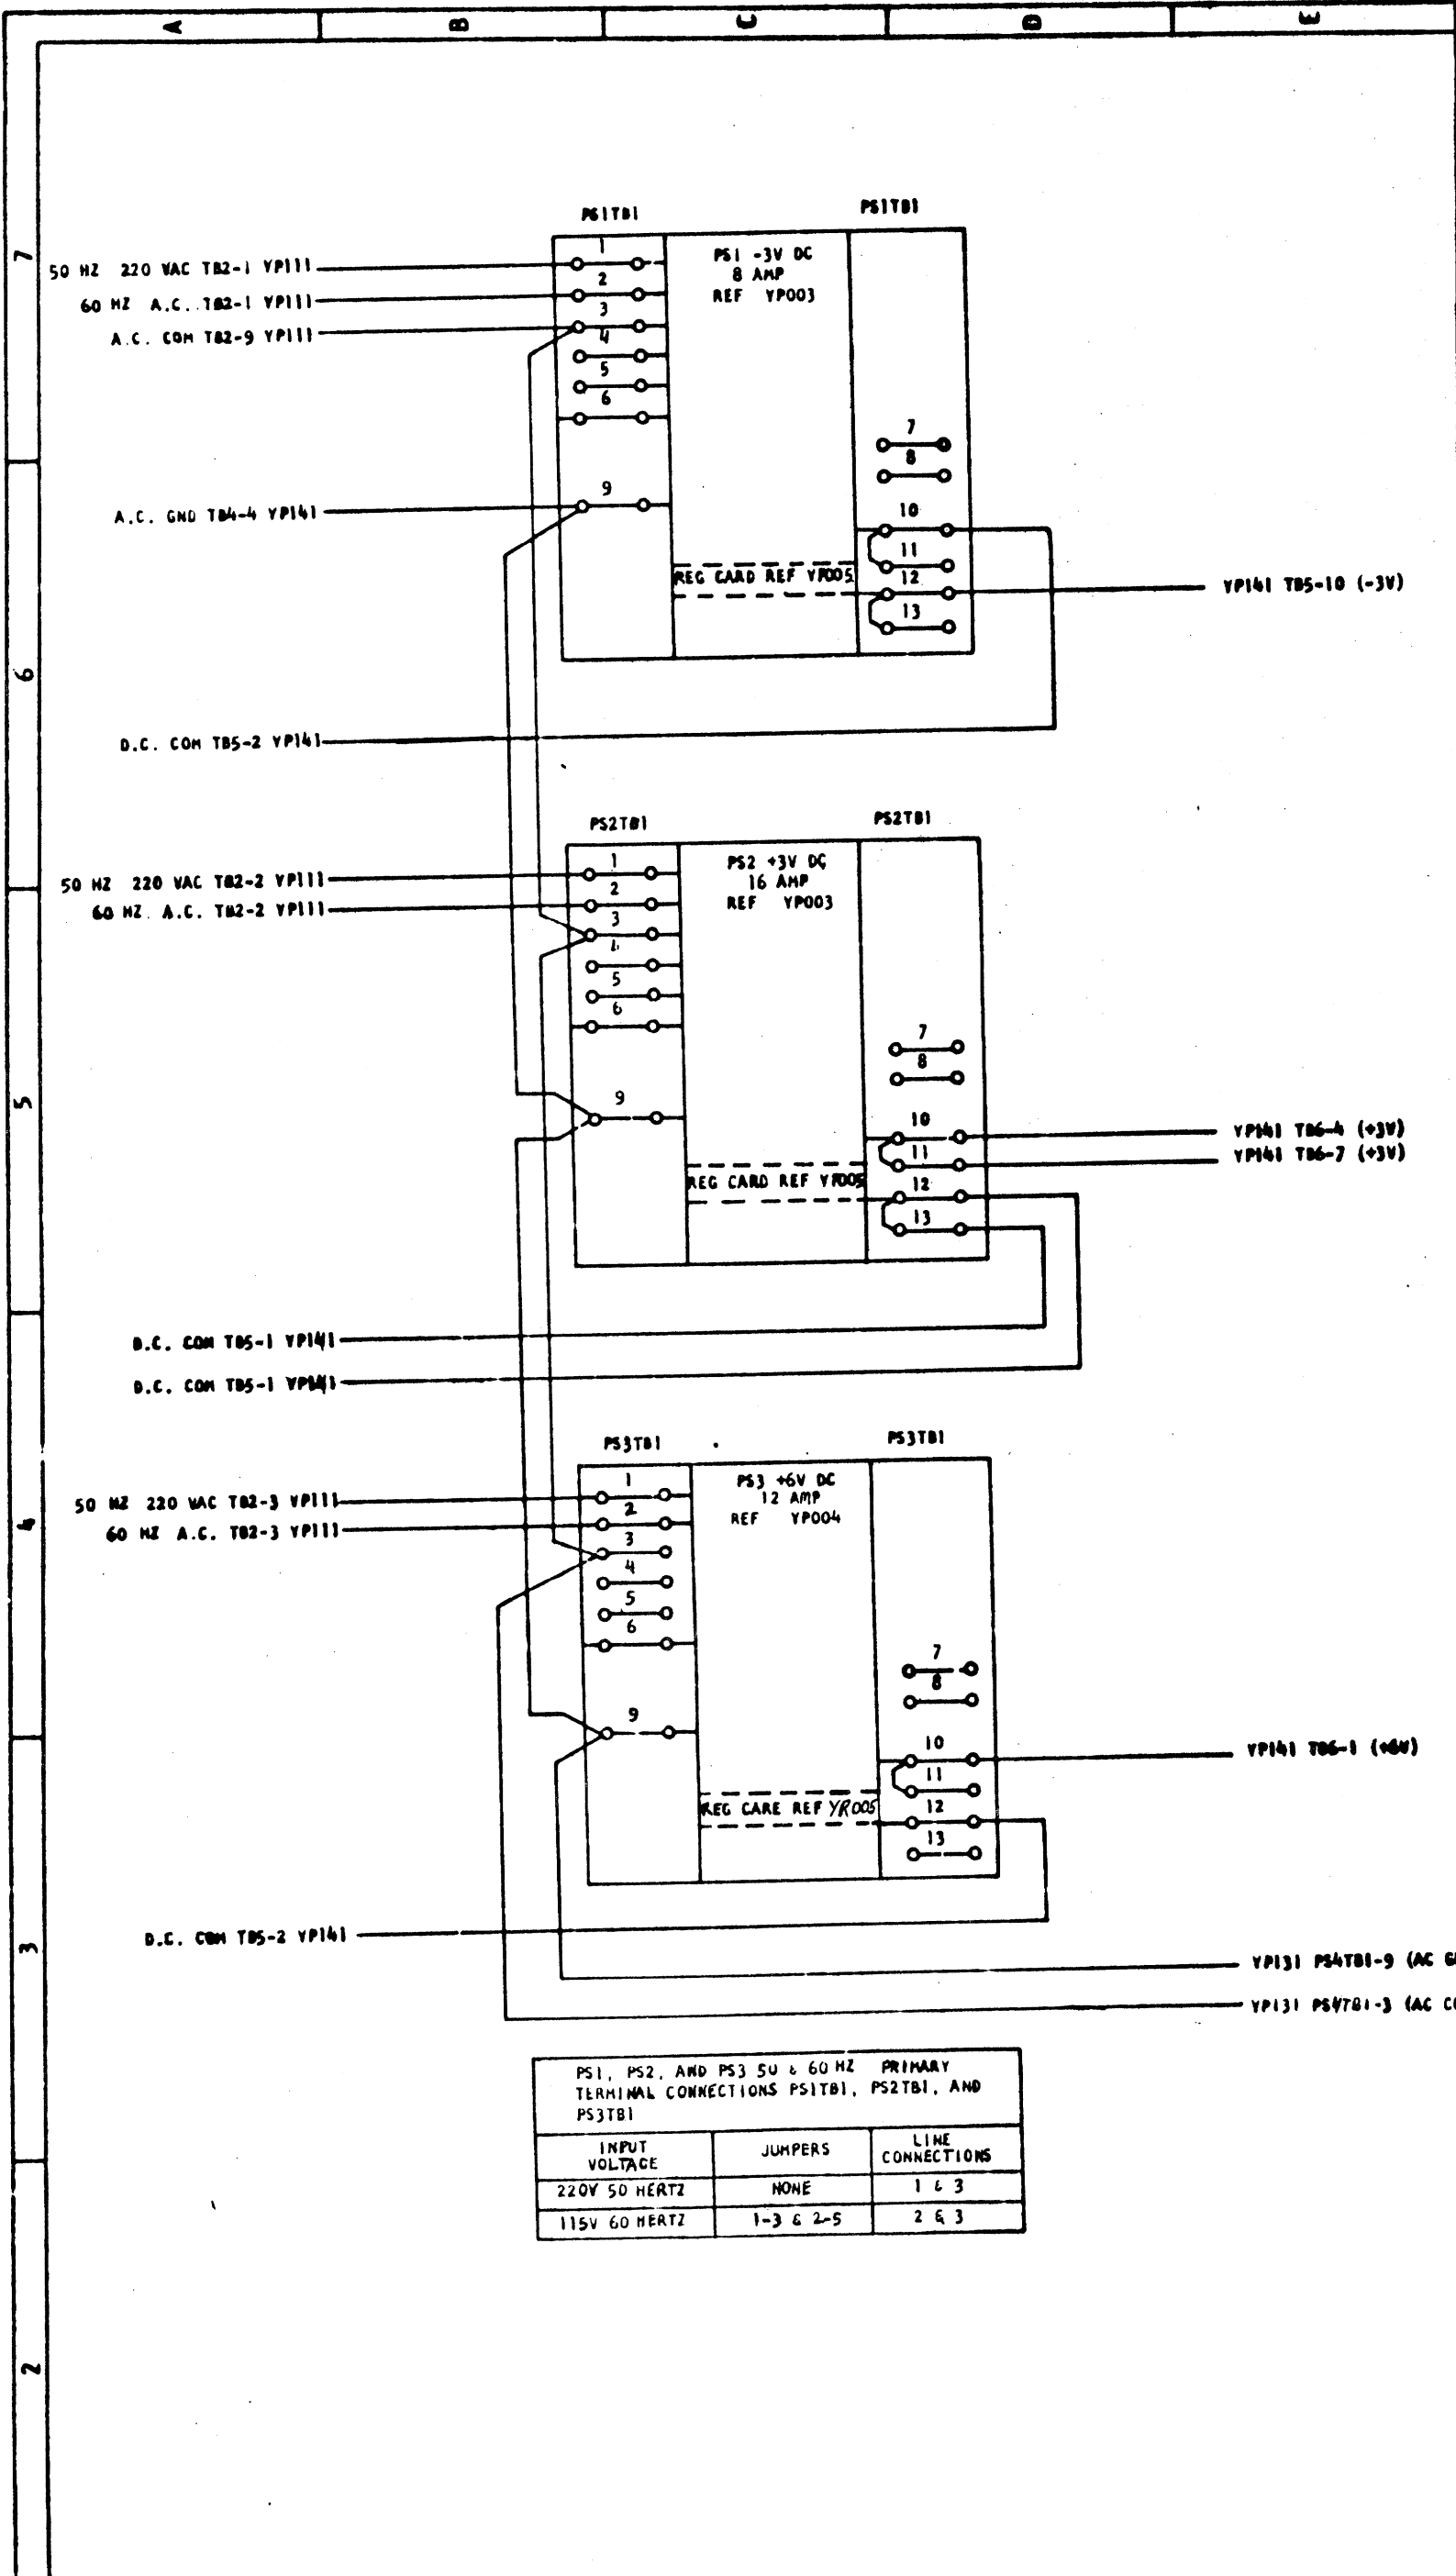 A B C D E
7
PS1TB1 PS1TB1
50 HZ 220 VAC TB2-1 YP111
60 HZ A.C. TB2-1 YP111
A.C. COM TB2-9 YP111
1
2
3
4
5
6
9
PS1 -3V DC
8 AMP
REF YP003
7
8
10
11
12
13
A.C. GND TB4-4 YP141
REG CARD REF YP005
YP141 TB5-10 (-3V)
6
D.C. COM TB5-2 YP141
PS2TB1 PS2TB1
50 HZ 220 VAC TB2-2 YP111
60 HZ A.C. TB2-2 YP111
1
2
3
4
5
6
9
PS2 +3V DC
16 AMP
REF YP003
7
8
10
11
12
13
5
REG CARD REF YP005
YP141 TB6-4 (+3V)
YP141 TB6-7 (+3V)
D.C. COM TB5-1 YP141
D.C. COM TB5-1 YP141
PS3TB1 PS3TB1
4
50 HZ 220 VAC TB2-3 YP111
60 HZ A.C. TB2-3 YP111
1
2
3
4
5
6
9
PS3 +6V DC
12 AMP
REF YP004
7
8
10
11
12
13
REG CARE REF YR005
YP141 TB6-1 (+6V)
3
D.C. COM TB5-2 YP141
YP131 PS4TB1-9 (AC
YP131 PS4TB1-3 (AC
PS1, PS2, AND PS3 50 & 60 HZ PRIMARY
TERMINAL CONNECTIONS PS1TB1, PS2TB1, AND
PS3TB1
INPUT VOLTAGE JUMPERS LINE CONNECTIONS
220V 50 HERTZ NONE 1 & 3
115V 60 HERTZ 1-3 & 2-5 2 & 3
2